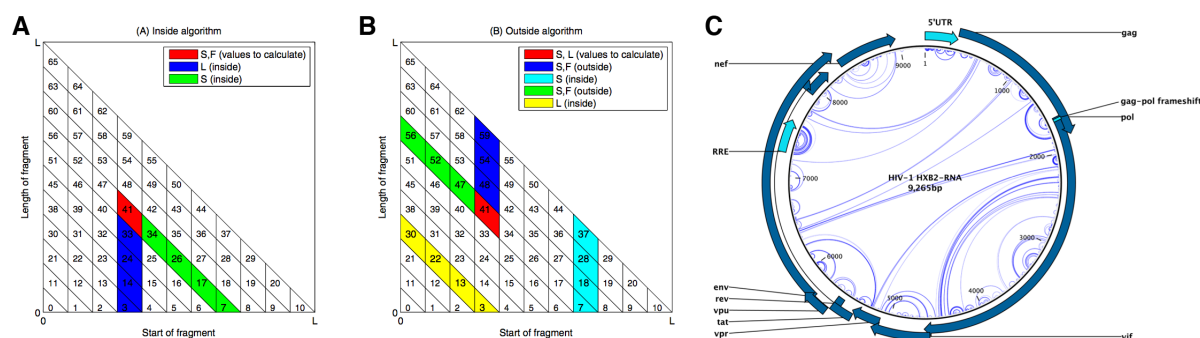 A
(A) Inside algorithm
L
S,F (values to calculate)
L (inside)
S (inside)
65
63 64
60 61 62
56 57 58 59
51 52 53 54 55
45 46 47 48 49 50
38 39 40 41 42 43 44
30 31 32 33 34 35 36 37
21 22 23 24 25 26 27 28 29
11 12 13 14 15 16 17 18 19 20
0 1 2 3 4 5 6 7 8 9 10
0
L
Length of fragment
Start of fragment
B
(B) Outside algorithm
L
S, L (values to calculate)
S,F (outside)
S (inside)
S,F (outside)
L (inside)
65
63 64
60 61 62
56 57 58 59
51 52 53 54 55
45 46 47 48 49 50
38 39 40 41 42 43 44
30 31 32 33 34 35 36 37
21 22 23 24 25 26 27 28 29
11 12 13 14 15 16 17 18 19 20
0 1 2 3 4 5 6 7 8 9 10
0
L
Length of fragment
Start of fragment
C
5'UTR
gag
nef
gag-pol frameshift
pol
RRE
HIV-1 HXB2-RNA
9,265bp
1
1000
2000
3000
4000
5000
6000
7000
8000
9000
env
rev
vpu
tat
vpr
vif